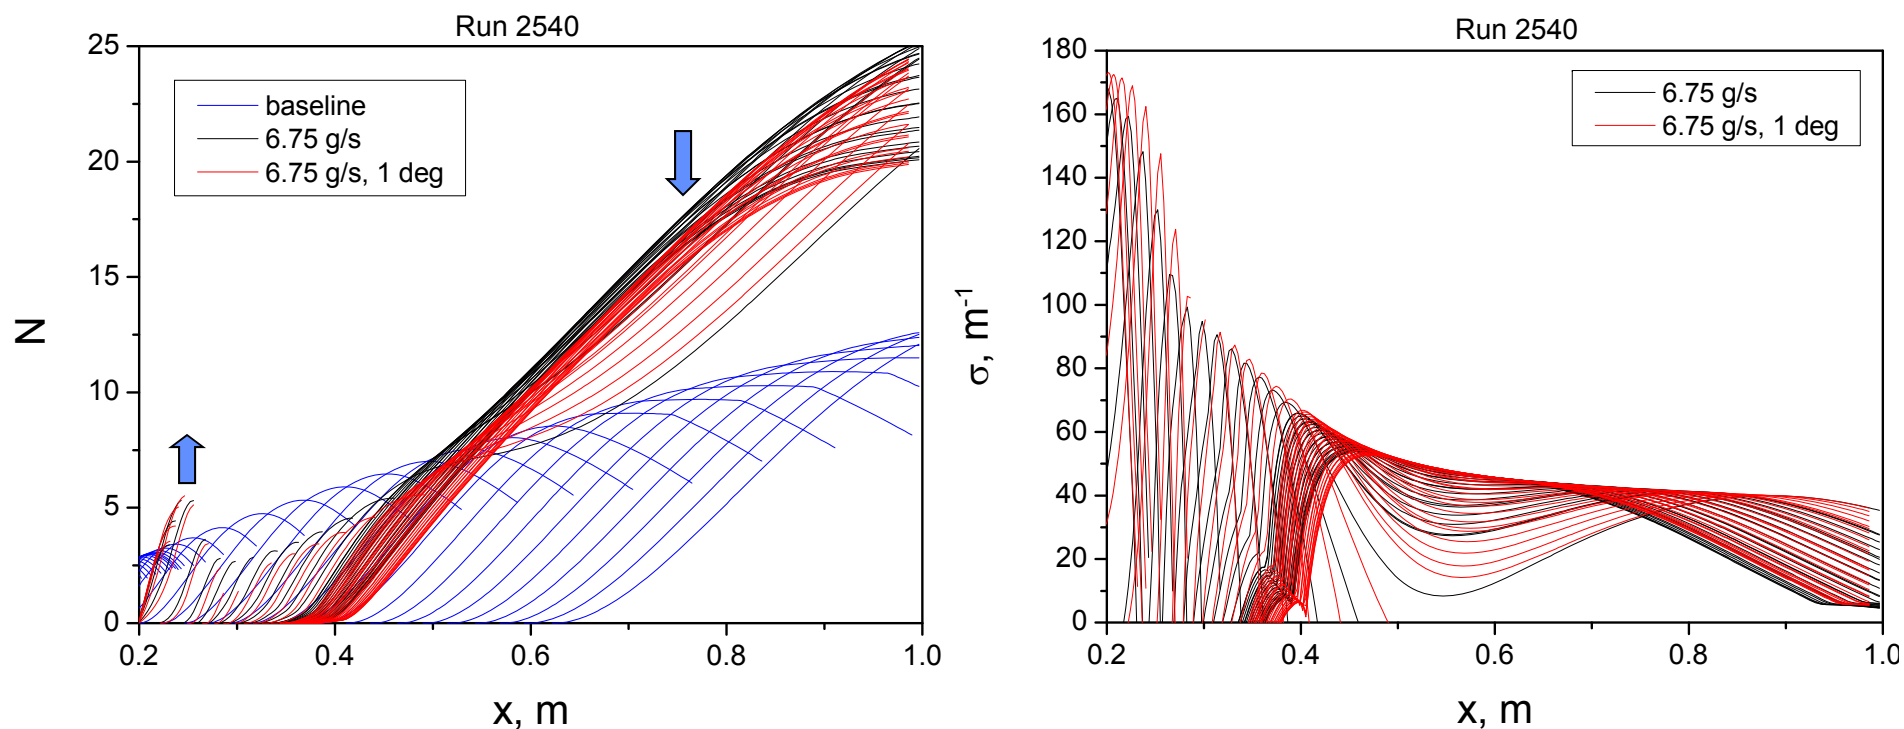 Run 2540
25
20
15
10
5
0
N
baseline
6.75 g/s
6.75 g/s, 1 deg
0.2 0.4 0.6 0.8 1.0
x, m
Run 2540
180
160
140
120
100
80
60
40
20
0
σ, m⁻¹
6.75 g/s
6.75 g/s, 1 deg
0.2 0.4 0.6 0.8 1.0
x, m